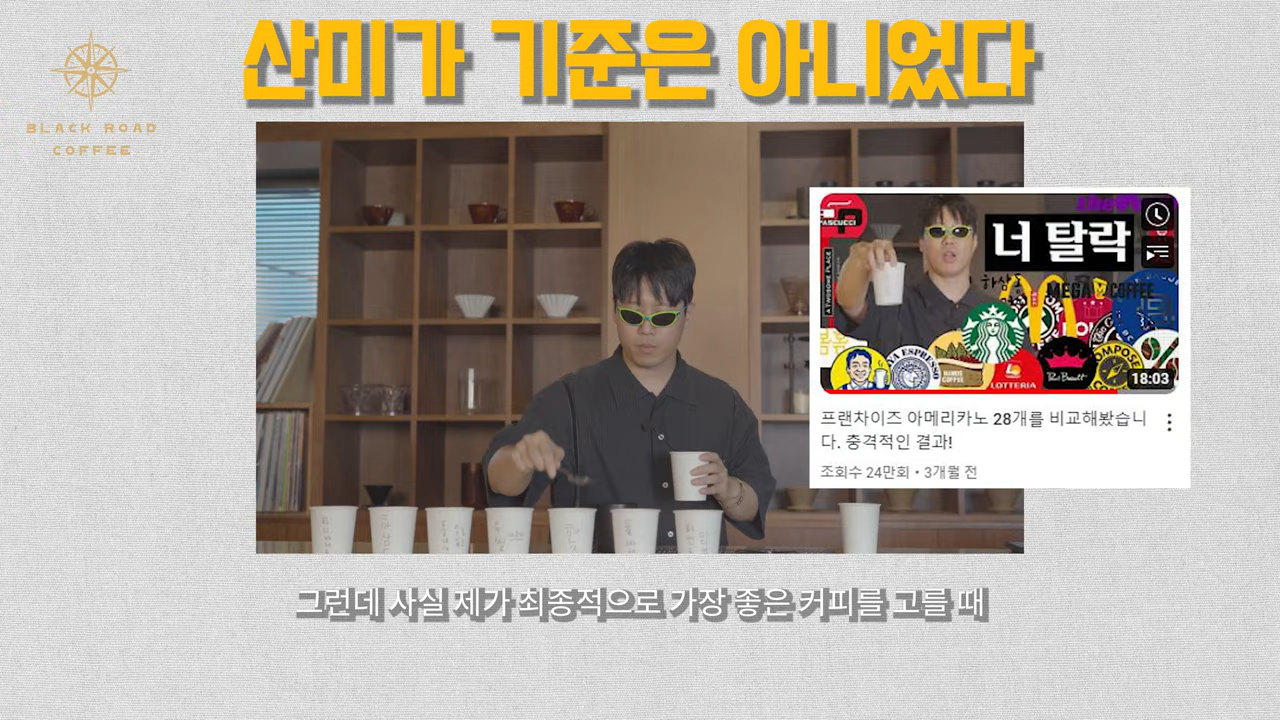 산미가 기준은 아니었다
BLACK ROAD
COFFEE
PASCUCCI
A TWOSOME PLACE
너 탈락
MEGA COFFEE
LOTTERIA
Paul Bassett
18:03
프랜차이즈 아메리카노 28개를 비교해봤습니
다. 충격적인 결과!
조회수 24만회 • 3개월 전
그런데 사실 제가 최종적으로 가장 좋은 커피를 고를 때